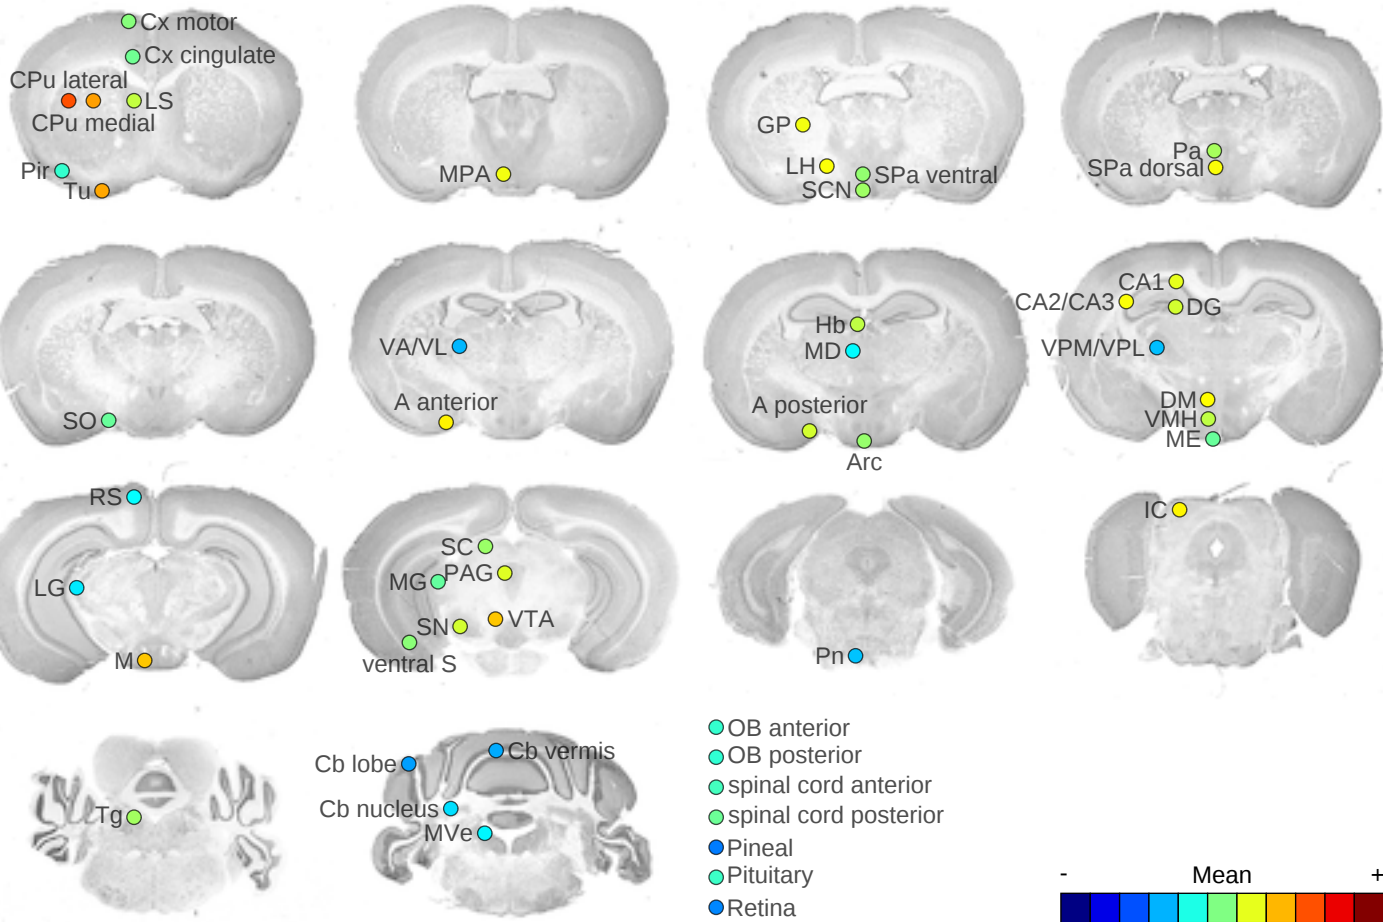 Cx motor
Cx cingulate
CPu lateral
LS
CPu medial
Pir
Tu
MPA
GP
LH
SPa ventral
SCN
Pa
SPa dorsal
SO
VA/VL
A anterior
Hb
MD
A posterior
Arc
CA1
CA2/CA3
DG
VPM/VPL
DM
VMH
ME
RS
LG
M
SC
MG
PAG
SN
VTA
ventral S
Pn
IC
Tg
Cb lobe
Cb vermis
Cb nucleus
MVe
OB anterior
OB posterior
spinal cord anterior
spinal cord posterior
Pineal
Pituitary
Retina
- Mean +